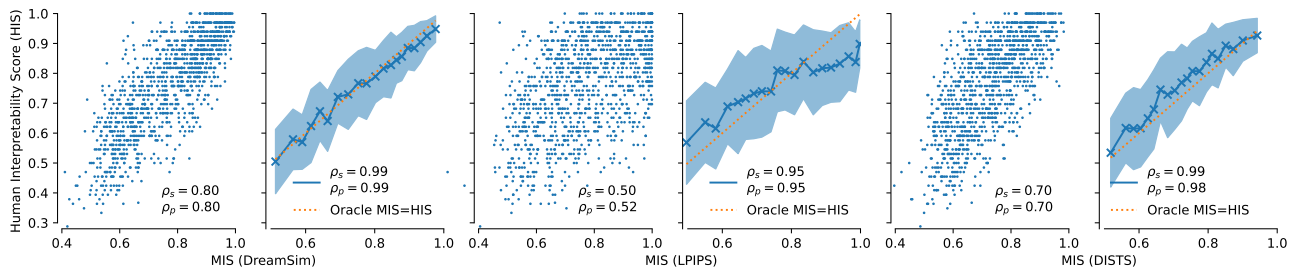 Human Interpretability Score (HIS)
1.0
0.9
0.8
0.7
0.6
0.5
0.4
0.3
ρs = 0.80
ρp = 0.80
0.4 0.6 0.8 1.0
ρs = 0.99
ρp = 0.99
Oracle MIS=HIS
0.6 0.8 1.0
MIS (DreamSim)
ρs = 0.50
ρp = 0.52
0.4 0.6 0.8 1.0
ρs = 0.95
ρp = 0.95
Oracle MIS=HIS
0.6 0.8 1.0
MIS (LPIPS)
ρs = 0.70
ρp = 0.70
0.4 0.6 0.8 1.0
ρs = 0.99
ρp = 0.98
Oracle MIS=HIS
0.6 0.8 1.0
MIS (DISTS)